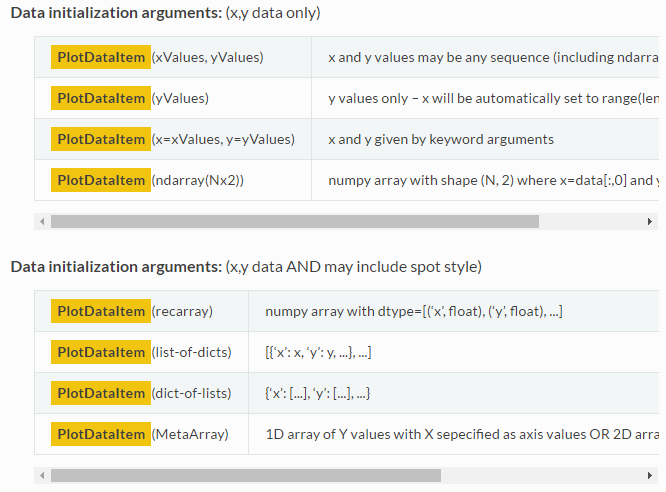 Data initialization arguments: (x,y data only)
PlotDataItem(xValues, yValues) x and y values may be any sequence (including ndarra
PlotDataItem(yValues) y values only – x will be automatically set to range(len
PlotDataItem(x=xValues, y=yValues) x and y given by keyword arguments
PlotDataItem(ndarray(Nx2)) numpy array with shape (N, 2) where x=data[:,0] and y
Data initialization arguments: (x,y data AND may include spot style)
PlotDataItem(recarray) numpy array with dtype=[(‘x’, float), (‘y’, float), ...]
PlotDataItem(list-of-dicts) [{‘x’: x, ‘y’: y, ...}, ...]
PlotDataItem(dict-of-lists) {‘x’: [...], ‘y’: [...], ...}
PlotDataItem(MetaArray) 1D array of Y values with X sepecified as axis values OR 2D arra